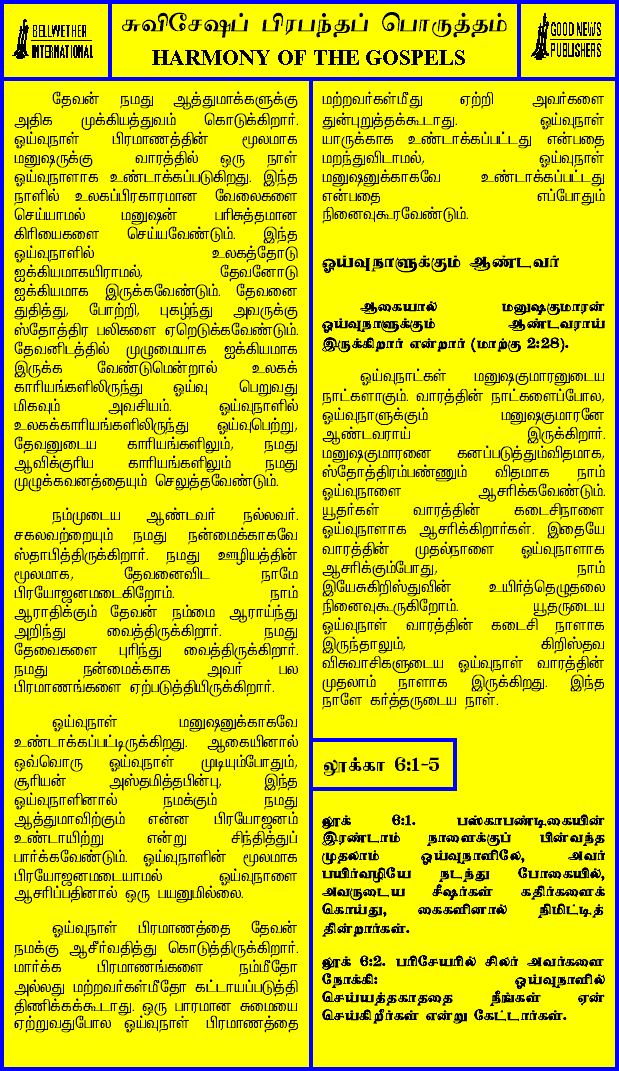 BELLWETHER
INTERNATIONAL
சுவிசேஷப் பிரபந்தப் பொருத்தம்
HARMONY OF THE GOSPELS
GOOD NEWS
PUBLISHERS
தேவன் நமது ஆத்துமாக்களுக்கு
அதிக முக்கியத்துவம் கொடுக்கிறார்.
ஓய்வுநாள் பிரமாணத்தின் மூலமாக
மனுஷருக்கு வாரத்தில் ஒரு நாள்
ஓய்வுநாளாக உண்டாக்கப்படுகிறது. இந்த
நாளில் உலகப்பிரகாரமான வேலைகளை
செய்யாமல் மனுஷன் பரிசுத்தமான
கிரியைகளை செய்யவேண்டும். இந்த
ஓய்வுநாளில் உலகத்தோடு
ஐக்கியமாகயிராமல், தேவனோடு
ஐக்கியமாக இருக்கவேண்டும். தேவனை
துதித்து, போற்றி, புகழ்ந்து அவருக்கு
ஸ்தோத்திர பலிகளை ஏறெடுக்கவேண்டும்.
தேவனிடத்தில் முழுமையாக ஐக்கியமாக
இருக்க வேண்டுமென்றால் உலகக்
காரியங்களிலிருந்து ஓய்வு பெறுவது
மிகவும் அவசியம். ஓய்வுநாளில்
உலகக்காரியங்களிலிருந்து ஓய்வுபெற்று,
தேவனுடைய காரியங்களிலும், நமது
ஆவிக்குரிய காரியங்களிலும் நமது
முழுக்கவனத்தையும் செலுத்தவேண்டும்.
நம்முடைய ஆண்டவர் நல்லவர்.
சகலவற்றையும் நமது நன்மைக்காகவே
ஸ்தாபித்திருக்கிறார். நமது ஊழியத்தின்
மூலமாக, தேவனைவிட நாமே
பிரயோஜனமடைகிறோம். நாம்
ஆராதிக்கும் தேவன் நம்மை ஆராய்ந்து
அறிந்து வைத்திருக்கிறார். நமது
தேவைகளை புரிந்து வைத்திருக்கிறார்.
நமது நன்மைக்காக அவர் பல
பிரமாணங்களை ஏற்படுத்தியிருக்கிறார்.
ஓய்வுநாள் மனுஷனுக்காகவே
உண்டாக்கப்பட்டிருக்கிறது. ஆகையினால்
ஒவ்வொரு ஓய்வுநாள் முடியும்போதும்,
சூரியன் அஸ்தமித்தபின்பு, இந்த
ஓய்வுநாளினால் நமக்கும் நமது
ஆத்துமாவிற்கும் என்ன பிரயோஜனம்
உண்டாயிற்று என்று சிந்தித்துப்
பார்க்கவேண்டும். ஓய்வுநாளின் மூலமாக
பிரயோஜனமடையாமல் ஓய்வுநாளை
ஆசரிப்பதினால் ஒரு பயனுமில்லை.
ஓய்வுநாள் பிரமாணத்தை தேவன்
நமக்கு ஆசீர்வதித்து கொடுத்திருக்கிறார்.
மார்க்க பிரமாணங்களை நம்மீதோ
அல்லது மற்றவர்கள்மீதோ கட்டாயப்படுத்தி
திணிக்கக்கூடாது. ஒரு பாரமான சுமையை
ஏற்றுவதுபோல ஓய்வுநாள் பிரமாணத்தை
மற்றவர்கள்மீது ஏற்றி அவர்களை
துன்புறுத்தக்கூடாது. ஓய்வுநாள்
யாருக்காக உண்டாக்கப்பட்டது என்பதை
மறந்துவிடாமல், ஓய்வுநாள்
மனுஷனுக்காகவே உண்டாக்கப்பட்டது
என்பதை எப்போதும்
நினைவுகூரவேண்டும்.
ஓய்வுநாளுக்கும் ஆண்டவர்
ஆகையால் மனுஷகுமாரன்
ஓய்வுநாளுக்கும் ஆண்டவராய்
இருக்கிறார் என்றார் (மாற்கு 2:28).
ஓய்வுநாட்கள் மனுஷகுமாரனுடைய
நாட்களாகும். வாரத்தின் நாட்களைப்போல,
ஓய்வுநாளுக்கும் மனுஷகுமாரனே
ஆண்டவராய் இருக்கிறார்.
மனுஷகுமாரனை கனப்படுத்தும்விதமாக,
ஸ்தோத்திரம்பண்ணும் விதமாக நாம்
ஓய்வுநாளை ஆசரிக்கவேண்டும்.
யூதர்கள் வாரத்தின் கடைசிநாளை
ஓய்வுநாளாக ஆசரிக்கிறார்கள். இதையே
வாரத்தின் முதல்நாளை ஓய்வுநாளாக
ஆசரிக்கும்போது, நாம்
இயேசுகிறிஸ்துவின் உயிர்த்தெழுதலை
நினைவுகூருகிறோம். யூதருடைய
ஓய்வுநாள் வாரத்தின் கடைசி நாளாக
இருந்தாலும், கிறிஸ்தவ
விசுவாசிகளுடைய ஓய்வுநாள் வாரத்தின்
முதலாம் நாளாக இருக்கிறது. இந்த
நாளே கர்த்தருடைய நாள்.
லூக்கா 6:1-5
லூக் 6:1. பஸ்காபண்டிகையின்
இரண்டாம் நாளைக்குப் பின்வந்த
முதலாம் ஓய்வுநாளிலே, அவர்
பயிர்வழியே நடந்து போகையில்,
அவருடைய சீஷர்கள் கதிர்களைக்
கொய்து, கைகளினால் நிமிட்டித்
தின்றார்கள்.
லூக் 6:2. பரிசேயரில் சிலர் அவர்களை
நோக்கி: ஓய்வுநாளில்
செய்யத்தகாததை நீங்கள் ஏன்
செய்கிறீர்கள் என்று கேட்டார்கள்.